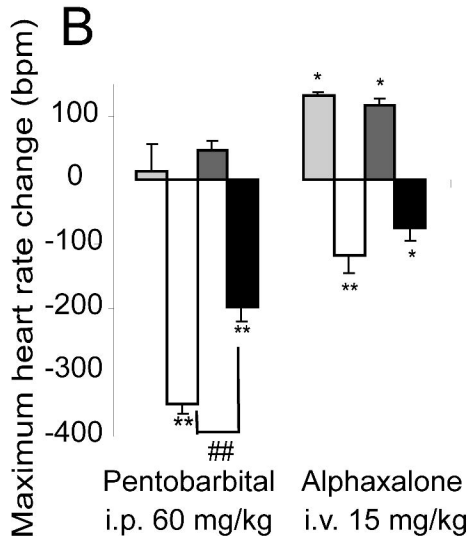 B
Maximum heart rate change (bpm)
100
0
-100
-200
-300
-400
*
*
**
*
**
**
##
Pentobarbital
i.p. 60 mg/kg
Alphaxalone
i.v. 15 mg/kg